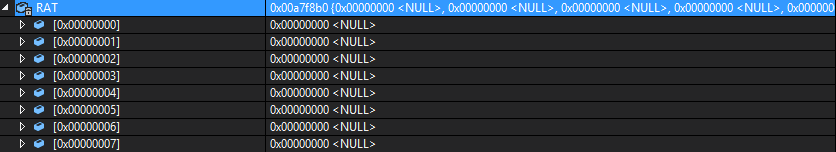 RAT 0x00a7f8b0 {0x00000000 <NULL>, 0x00000000 <NULL>, 0x00000000 <NULL>, 0x00000000 <NULL>, 0x000000
[0x00000000] 0x00000000 <NULL>
[0x00000001] 0x00000000 <NULL>
[0x00000002] 0x00000000 <NULL>
[0x00000003] 0x00000000 <NULL>
[0x00000004] 0x00000000 <NULL>
[0x00000005] 0x00000000 <NULL>
[0x00000006] 0x00000000 <NULL>
[0x00000007] 0x00000000 <NULL>